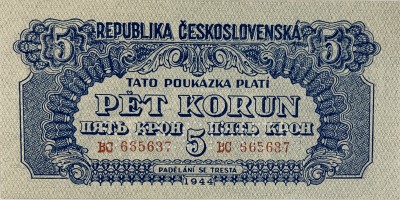 REPUBLIKA ČESKOSLOVENSKÁ
5 5
TATO POUKÁZKA PLATÍ
PĚT KORUN
ПЯТЬ КРОН 5 ПЯТЬ КРОН
BC 665637 BC 665637
PADĚLÁNÍ SE TRESTÁ
1944